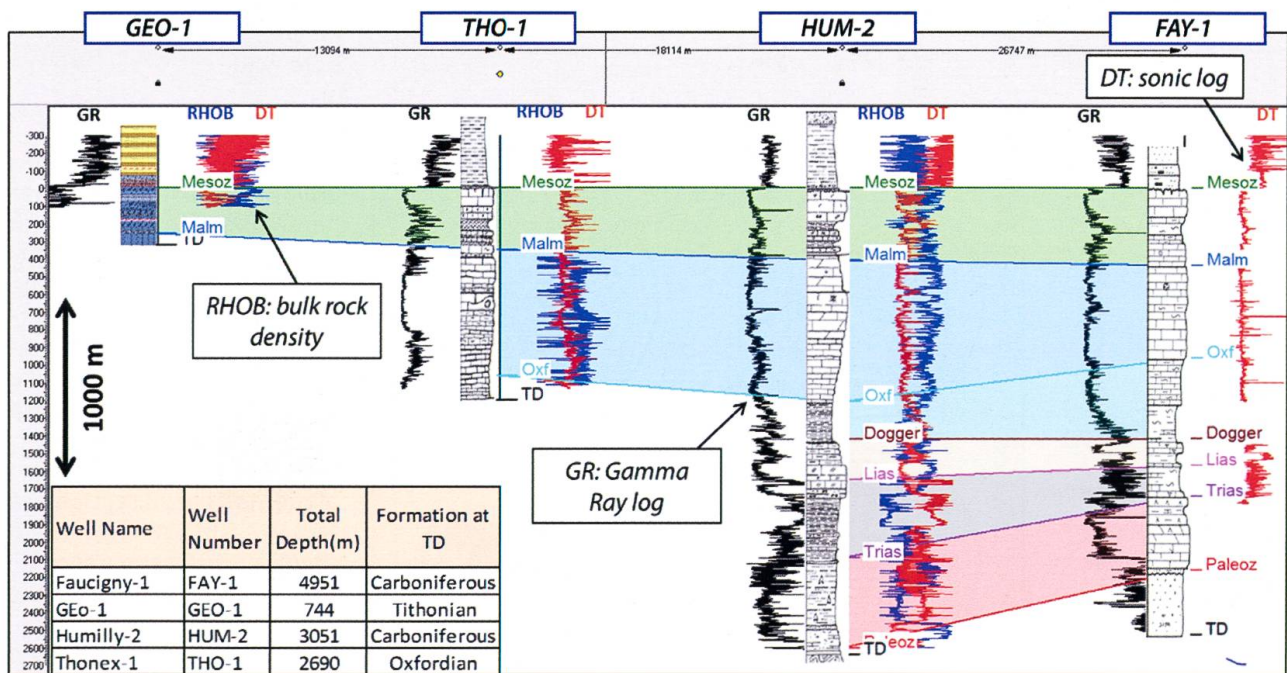 GEO-1
THO-1
HUM-2
FAY-1
13094 m
18114 m
26747 m
DT: sonic log
GR
RHOB DT
GR
RHOB DT
GR
RHOB DT
GR
DT
-300
-200
-100
0
100
200
300
400
500
600
700
800
900
1000
1100
1200
1300
1400
1500
1600
1700
1800
1900
2000
2100
2200
2300
2400
2500
2600
2700
Mesoz
Malm
TD
Mesoz
Malm
Oxf
TD
Mesoz
Malm
Oxf
Dogger
Lias
Trias
TD
Mesoz
Malm
Oxf
Dogger
Lias
Trias
Paleoz
TD
RHOB: bulk rock
density
1000 m
GR: Gamma
Ray log
Well Name Well Number Total Depth(m) Formation at TD
Faucigny-1 FAY-1 4951 Carboniferous
GEo-1 GEO-1 744 Tithonian
Humilly-2 HUM-2 3051 Carboniferous
Thonex-1 THO-1 2690 Oxfordian